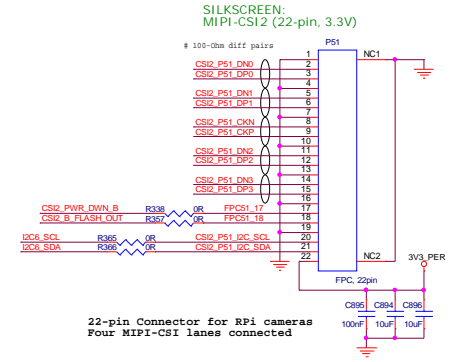 SILKSCREEN:
MIPI-CSI2 (22-pin, 3.3V)
# 100-Ohm diff pairs
P51
1 NC1
CSI2_P51_DN0 2
CSI2_P51_DP0 3
4
CSI2_P51_DN1 5
CSI2_P51_DP1 6
7
CSI2_P51_CKN 8
CSI2_P51_CKP 9
10
CSI2_P51_DN2 11
CSI2_P51_DP2 12
13
CSI2_P51_DN3 14
CSI2_P51_DP3 15
16
CSI2_PWR_DWN_B R338 0R FPC51_17 17
CSI2_B_FLASH_OUT R357 0R FPC51_18 18
19
I2C6_SCL R365 0R CSI2_P51_I2C_SCL 20
I2C6_SDA R366 0R CSI2_P51_I2C_SDA 21
22 NC2 3V3_PER
FPC, 22pin
C895 C894 C896
100nF 10uF 10uF
22-pin Connector for RPi cameras
Four MIPI-CSI lanes connected